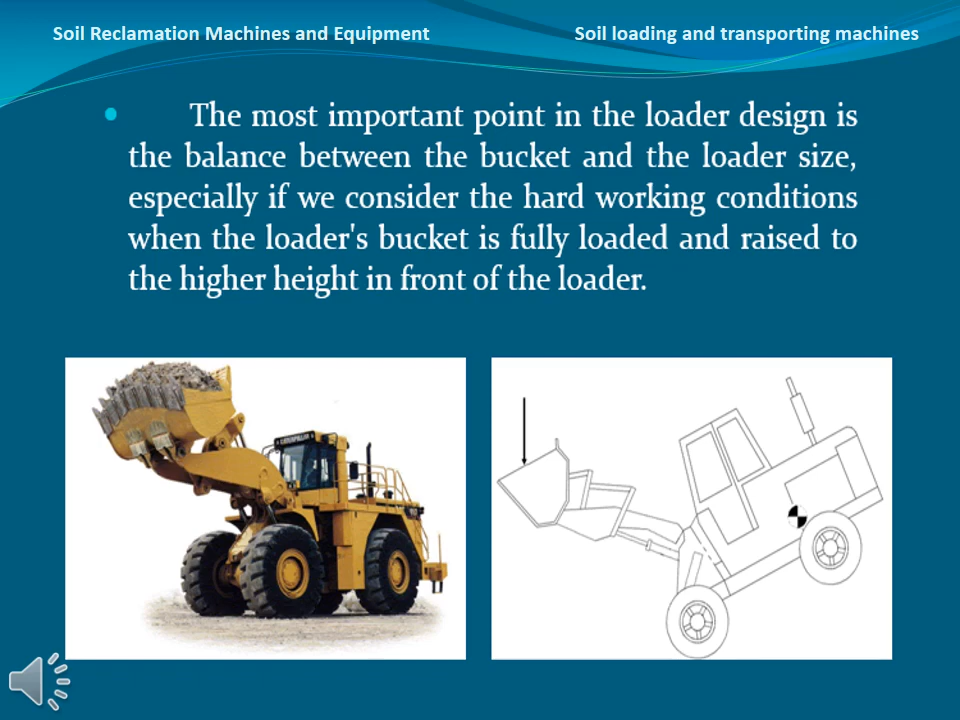 Soil Reclamation Machines and Equipment
Soil loading and transporting machines
The most important point in the loader design is
the balance between the bucket and the loader size,
especially if we consider the hard working conditions
when the loader's bucket is fully loaded and raised to
the higher height in front of the loader.
CATERPILLAR